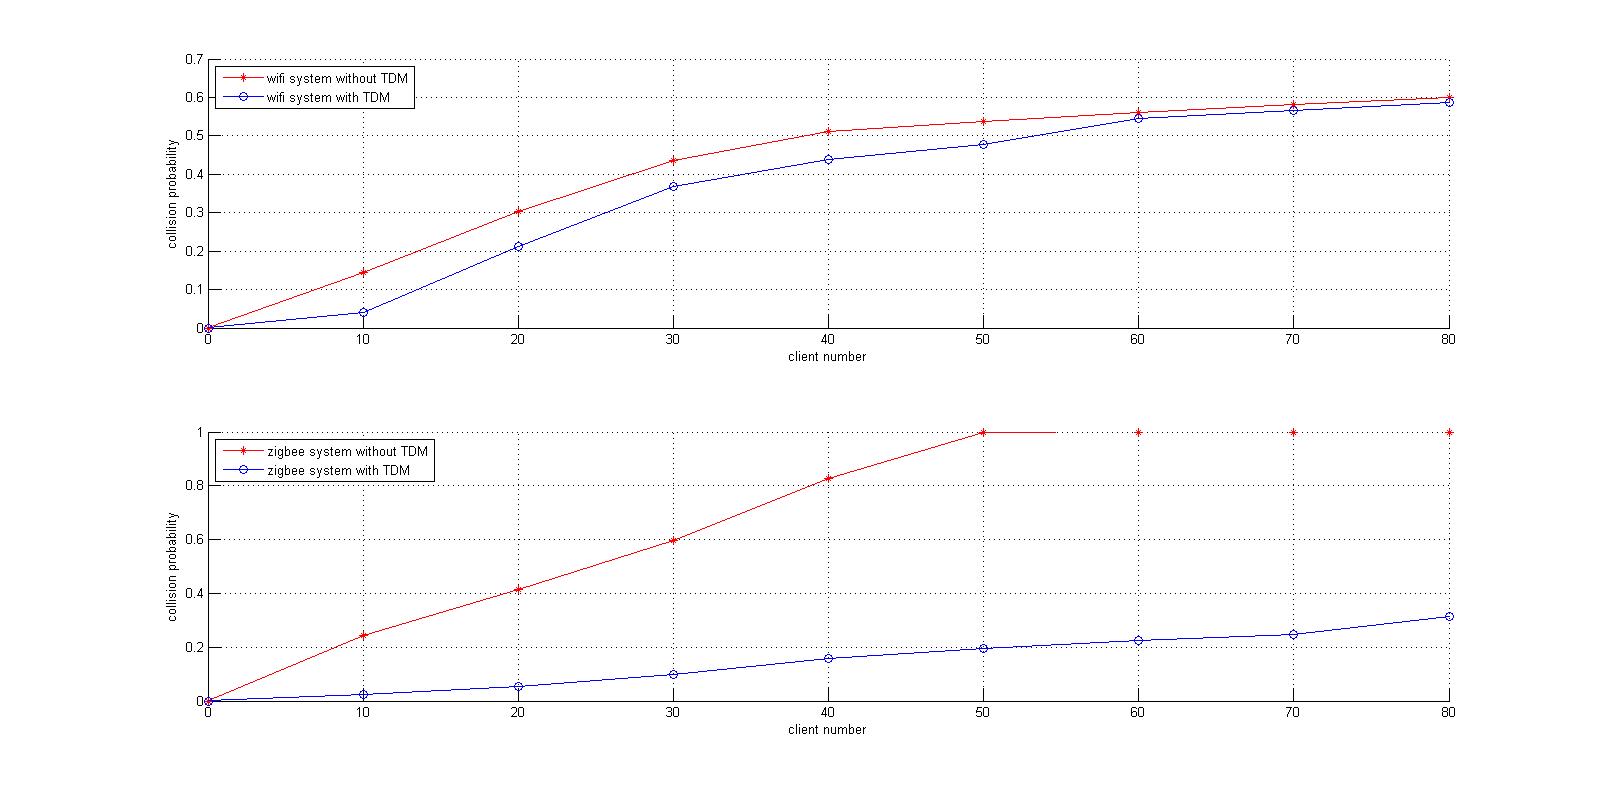 0.7
wifi system without TDM
wifi system with TDM
0.6
0.5
0.4
0.3
0.2
0.1
0
collision probability
0 10 20 30 40 50 60 70 80
client number
1
zigbee system without TDM
zigbee system with TDM
0.8
0.6
0.4
0.2
0
collision probability
0 10 20 30 40 50 60 70 80
client number